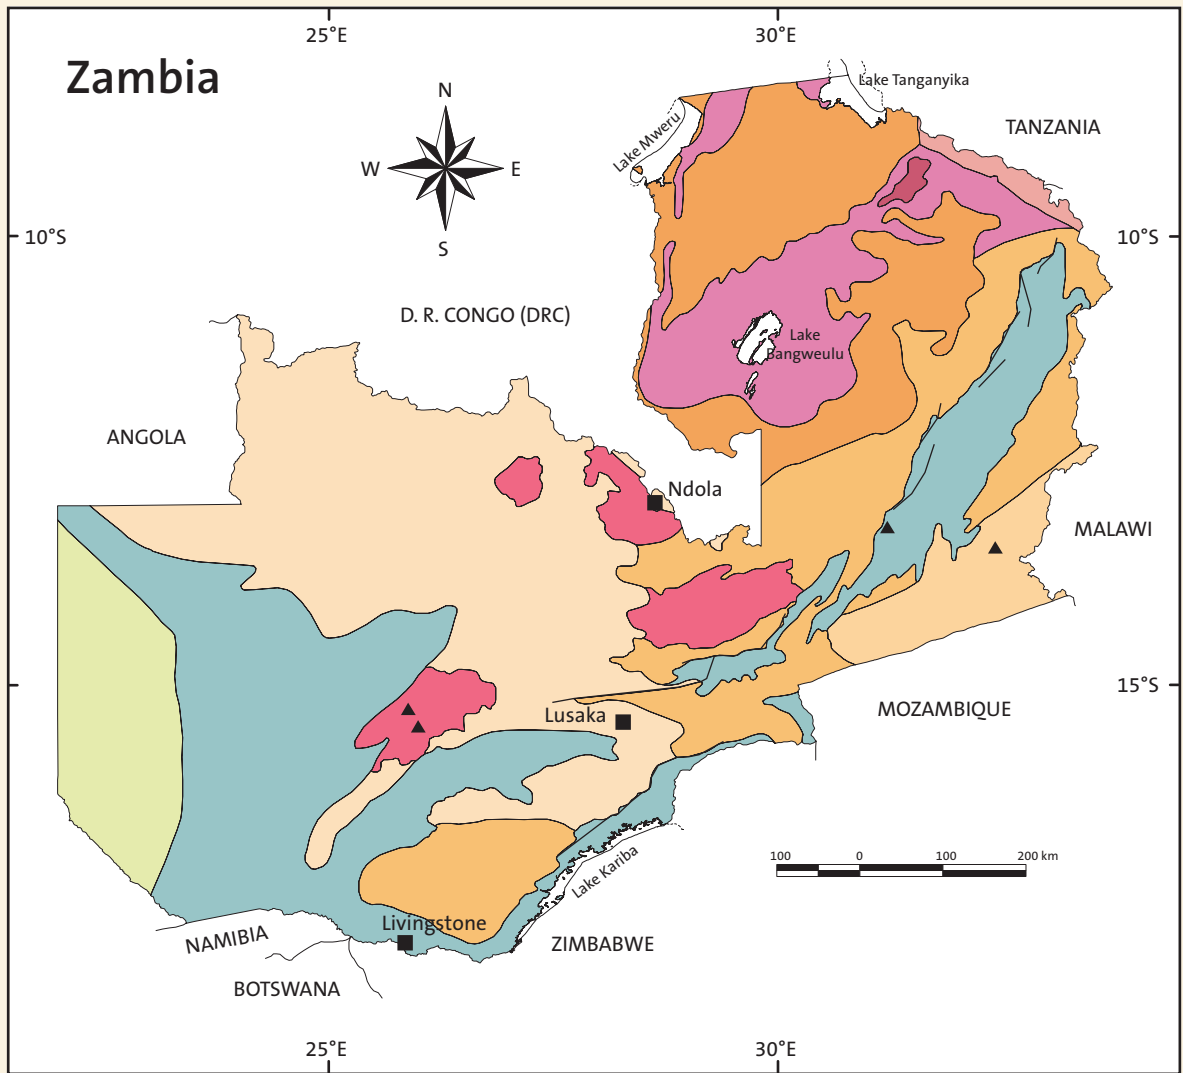 25°E
30°E
Zambia
N
W
E
S
Lake Tanganyika
TANZANIA
Lake Mweru
10°S
10°S
D. R. CONGO (DRC)
Lake
Bangweulu
ANGOLA
Ndola
MALAWI
15°S
Lusaka
MOZAMBIQUE
100
0
100
200 km
Lake Kariba
Livingstone
NAMIBIA
ZIMBABWE
BOTSWANA
25°E
30°E